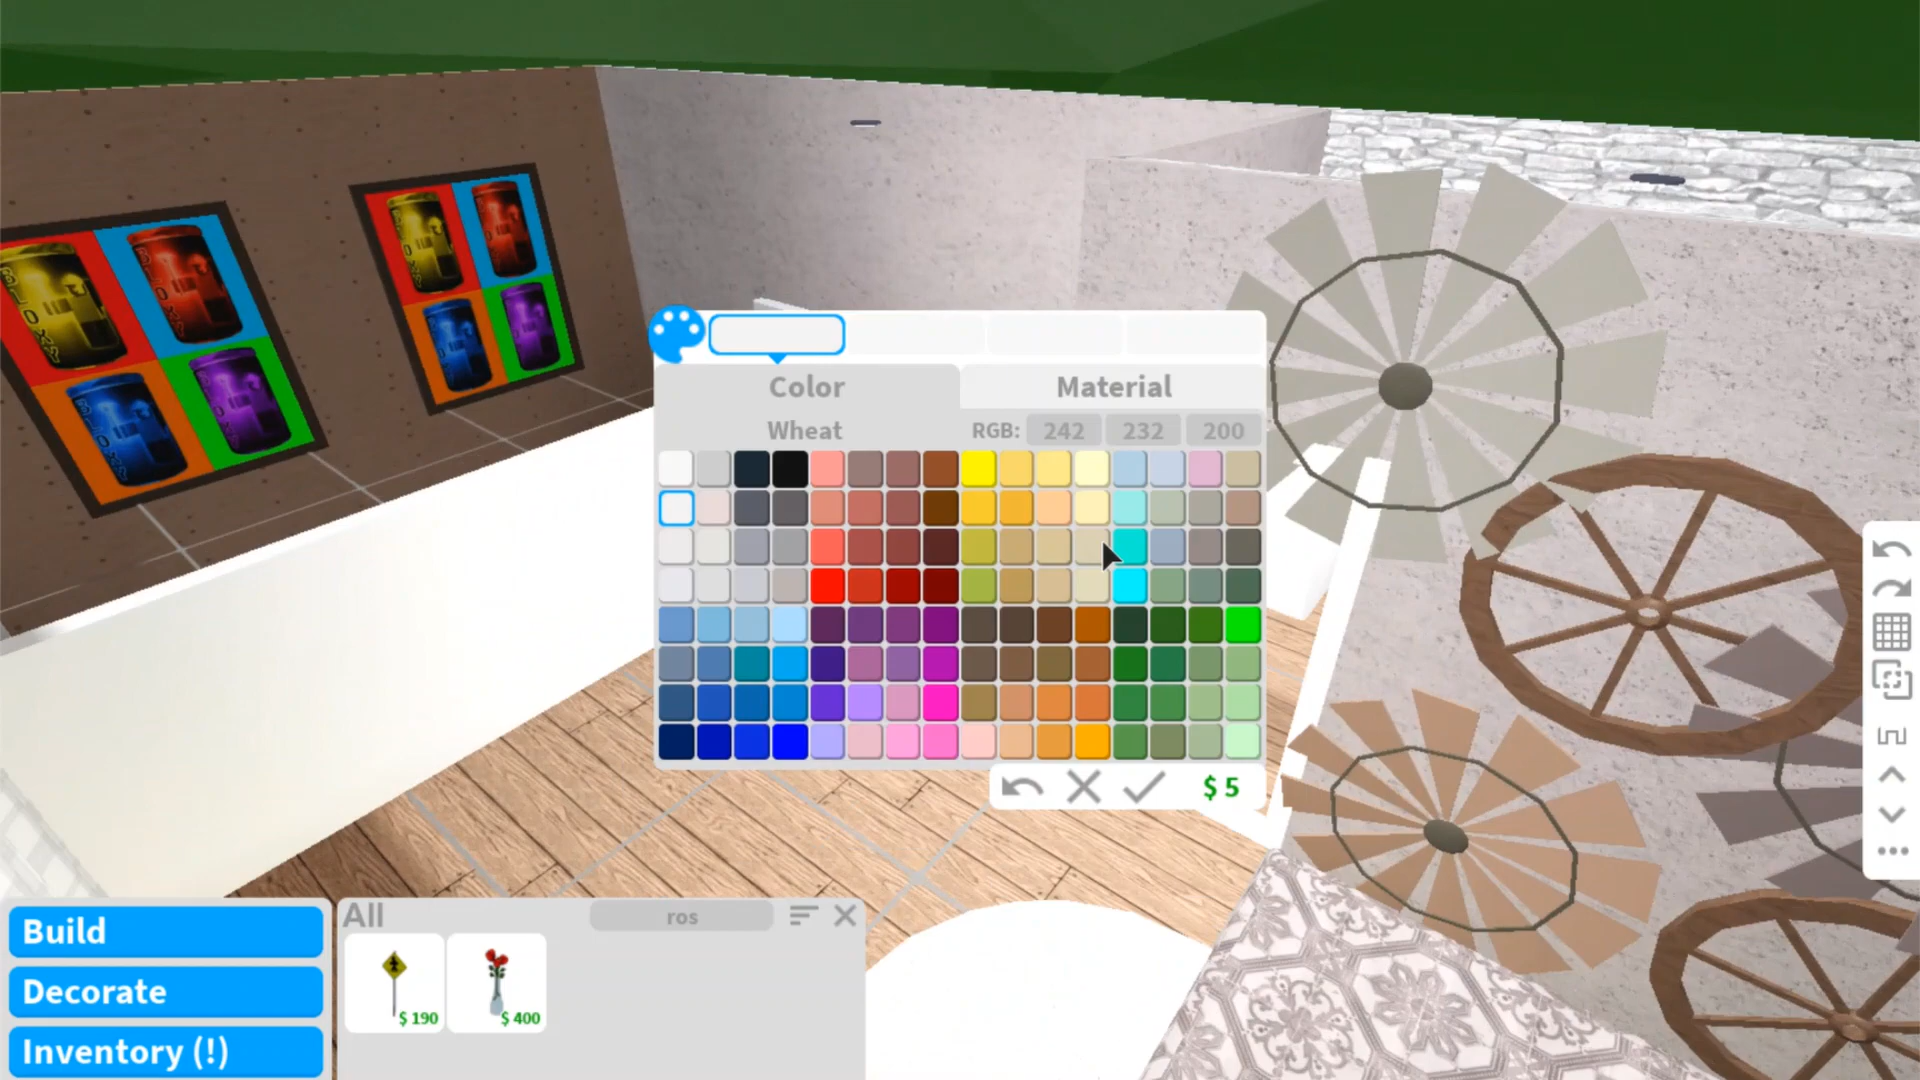 Color
Material
Wheat
RGB: 242 232 200
$ 5
Build
Decorate
Inventory (!)
All
ros
$ 190
$ 400